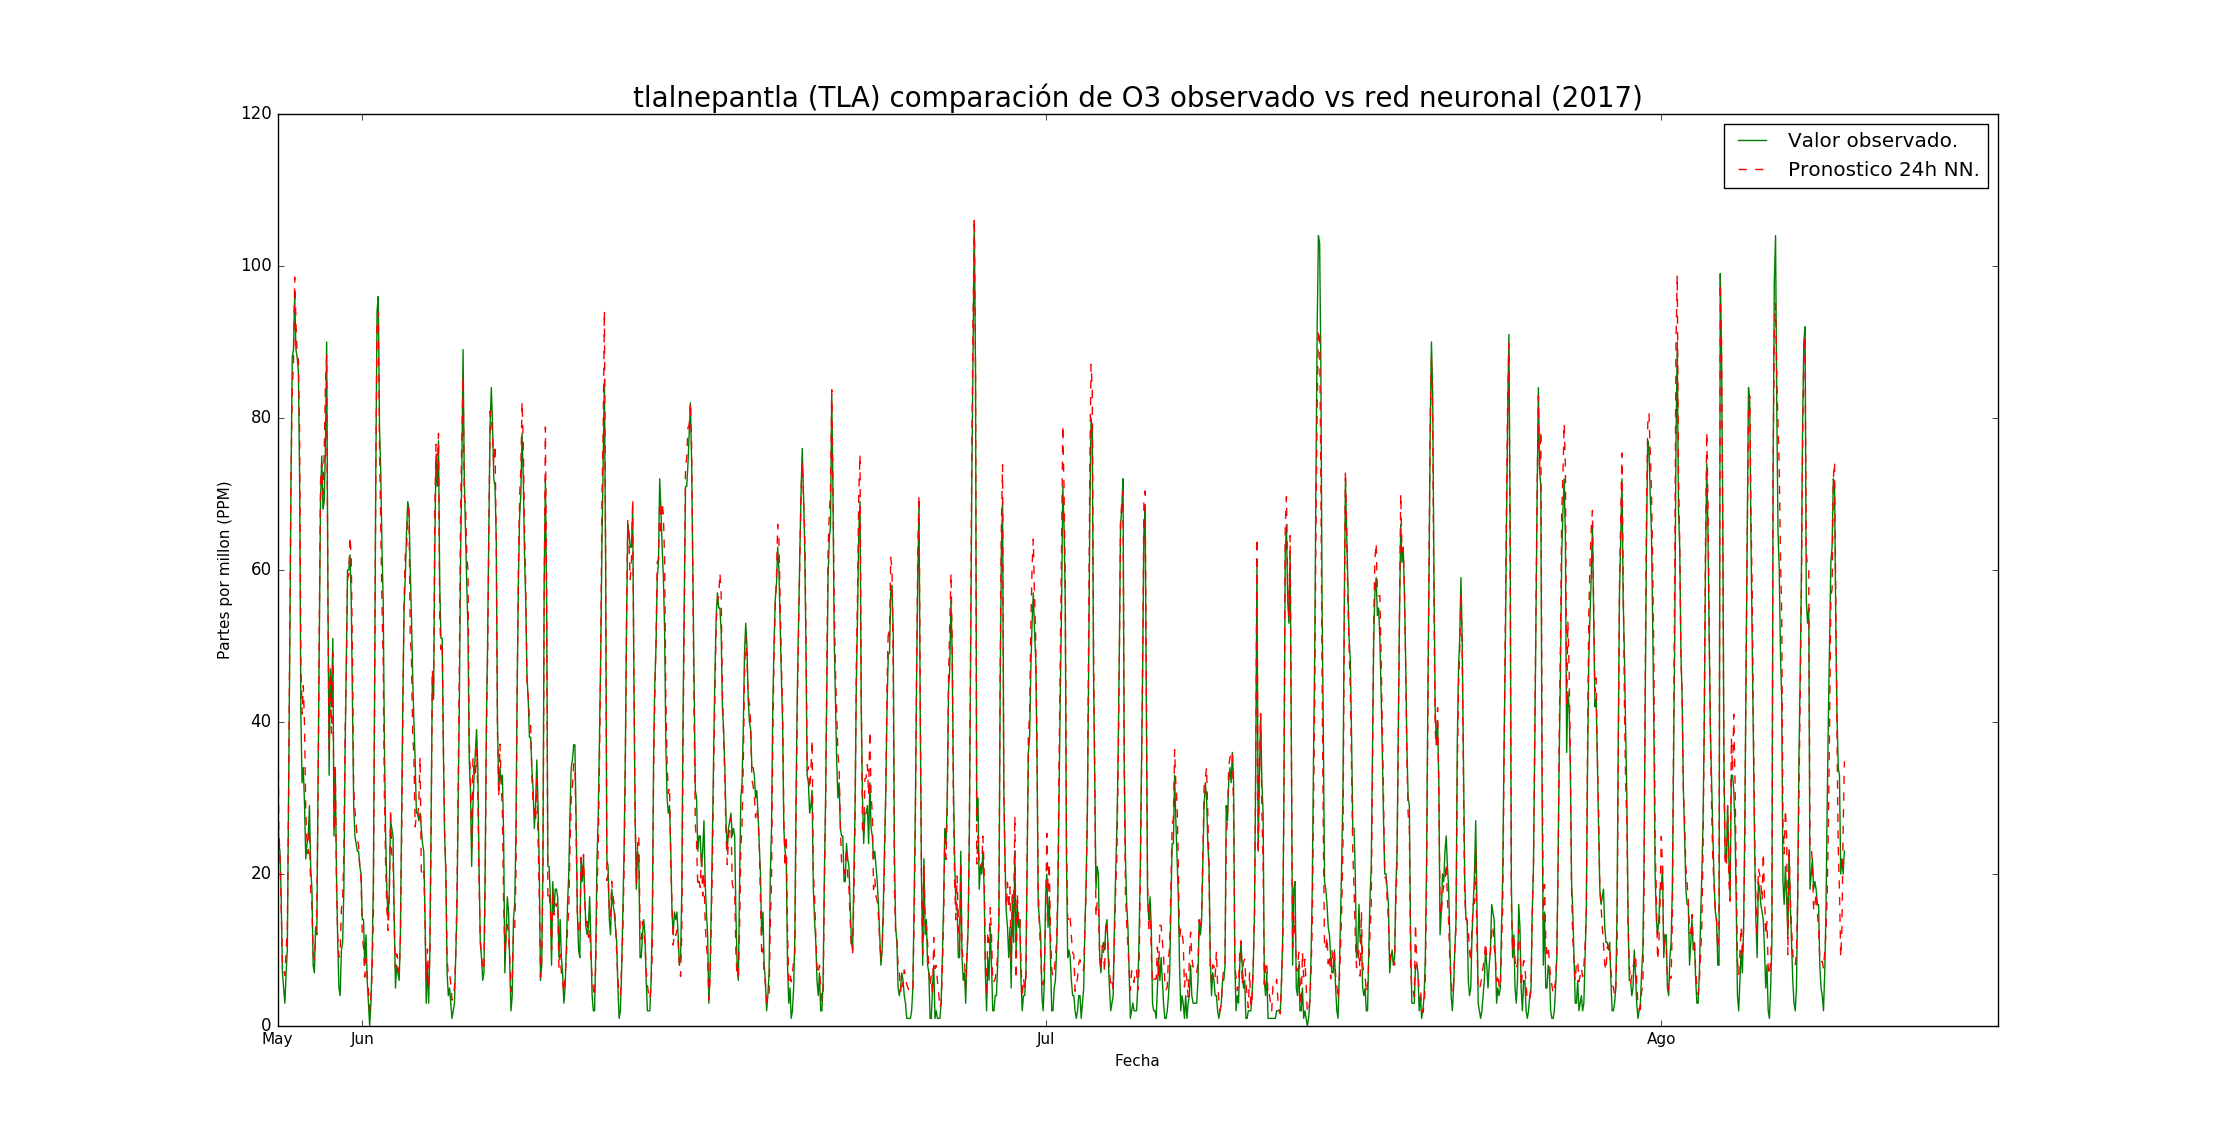 tlalnepantla (TLA) comparación de O3 observado vs red neuronal (2017)
120
100
80
60
40
20
0
Partes por millon (PPM)
Valor observado.
Pronostico 24h NN.
May Jun Jul Ago
Fecha